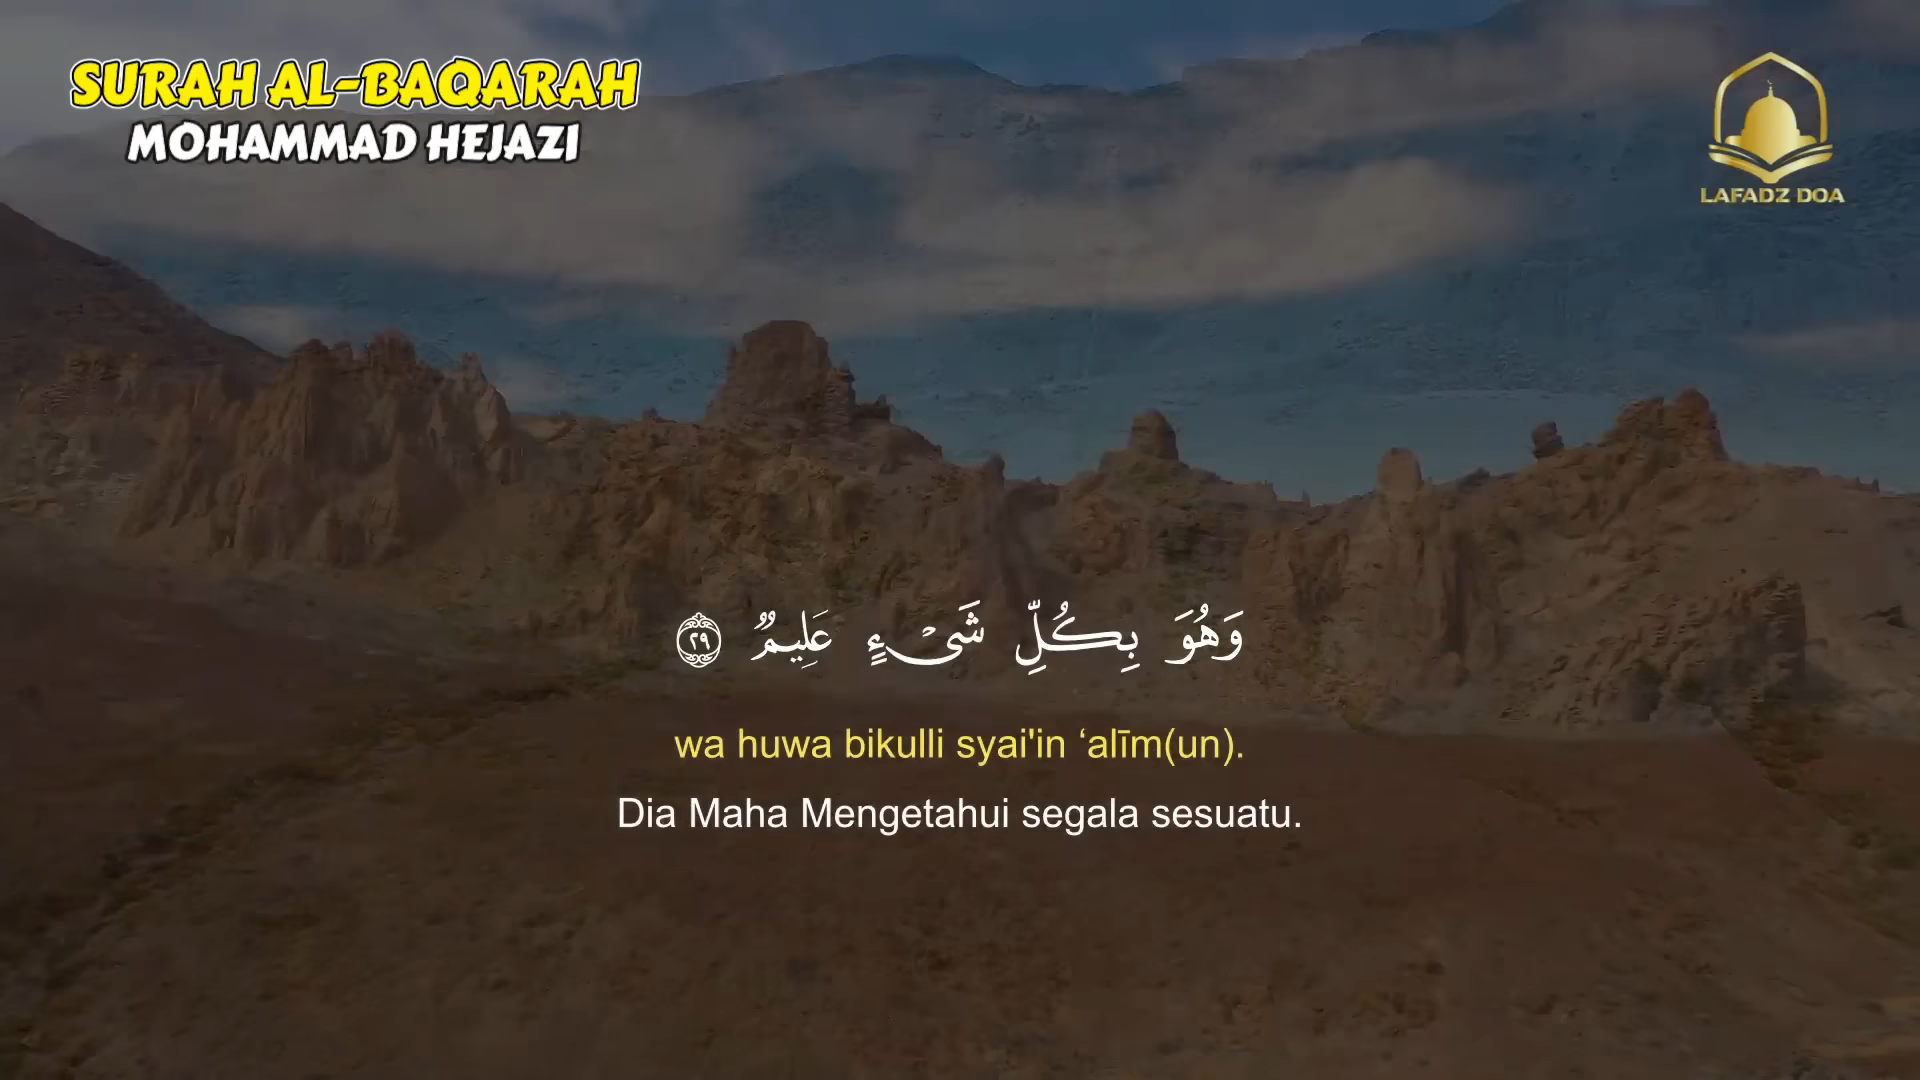 SURAH AL-BAQARAH
MOHAMMAD HEJAZI
LAFADZ DOA
وَهُوَ بِكُلِّ شَيْءٍ عَلِيمٌ ٢٩
wa huwa bikulli syai'in ‘alīm(un).
Dia Maha Mengetahui segala sesuatu.